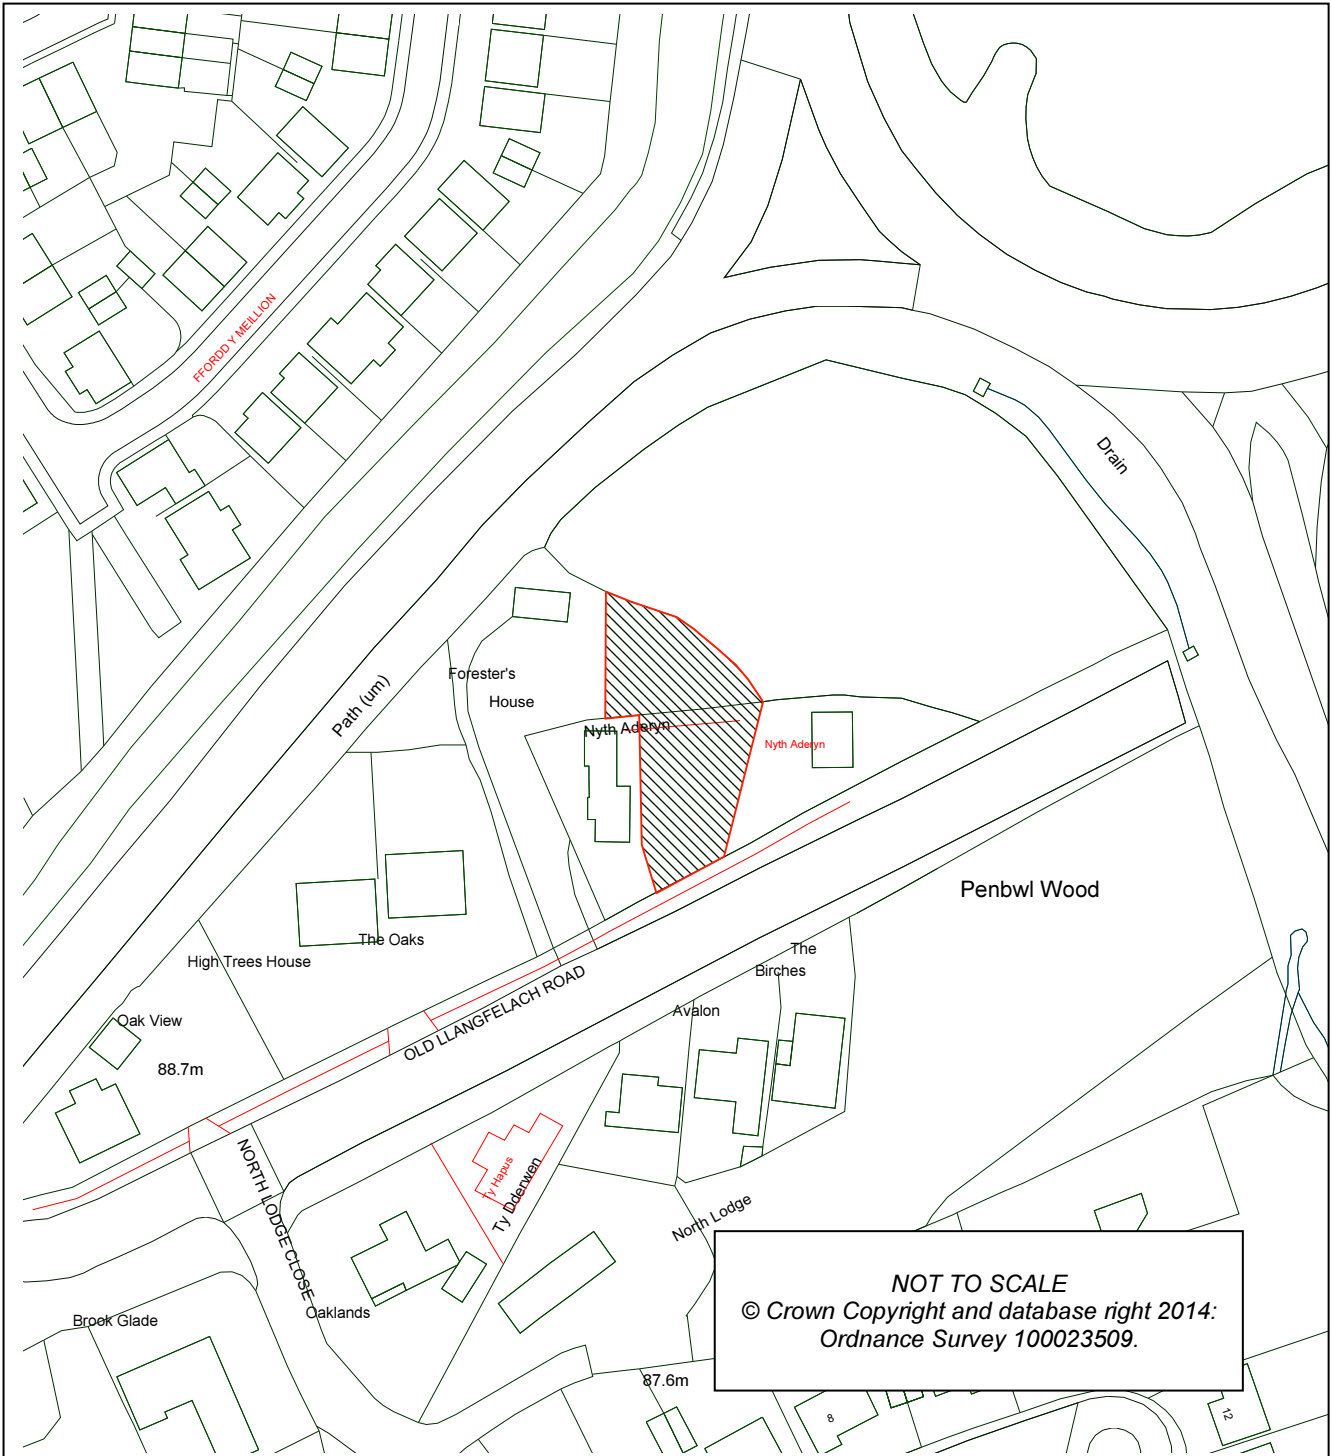 FFORDD Y MEILLION
Drain
Forester's
House
Path (um)
Nyth Aderyn
Nyth Aderyn
Penbwl Wood
The Oaks
The
Birches
High Trees House
Avalon
Oak View
OLD LLANGFELACH ROAD
88.7m
NORTH LODGE CLOSE
Ty Hapus
Ty Dderwen
North Lodge
Oaklands
Brook Glade
NOT TO SCALE
© Crown Copyright and database right 2014:
Ordnance Survey 100023509.
87.6m
8
12